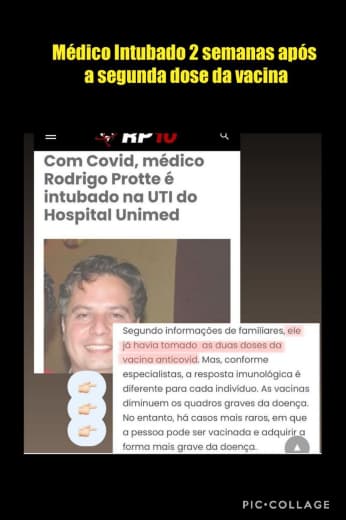 Médico Intubado 2 semanas após
a segunda dose da vacina
RP10
Com Covid, médico
Rodrigo Protte é
intubado na UTI do
Hospital Unimed
Segundo informações de familiares, ele
já havia tomado as duas doses da
vacina anticovid. Mas, conforme
especialistas, a resposta imunológica é
diferente para cada indivíduo. As vacinas
diminuem os quadros graves da doença.
No entanto, há casos mais raros, em que
a pessoa pode ser vacinada e adquirir a
forma mais grave da doença.
PIC•COLLAGE